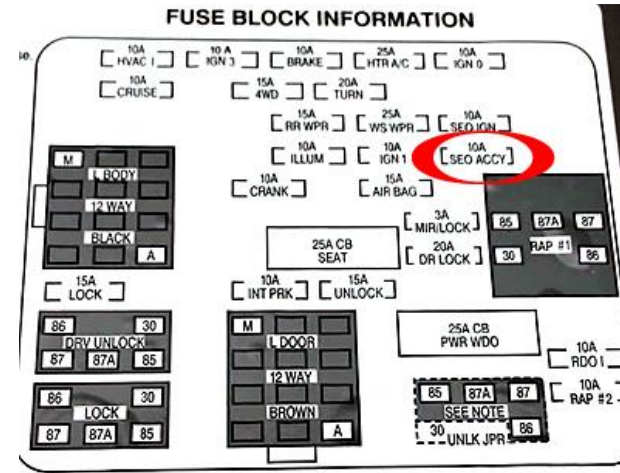 FUSE BLOCK INFORMATION
10A HVAC I
10 A IGN 3
10A BRAKE
25A HTR A/C
10A IGN 0
10A CRUISE
15A 4WD
20A TURN
15A RR WPR
25A WS WPR
10A SEO IGN
10A ILLUM
10A IGN 1
10A SEO ACCY
M
L BODY
12 WAY
BLACK
A
10A CRANK
15A AIR BAG
3A MIR/LOCK
20A DR LOCK
85 87A 87
30 RAP #1 86
25A CB
SEAT
15A LOCK
10A INT PRK
15A UNLOCK
86 30
DRV UNLOCK
87 87A 85
M
L DOOR
12 WAY
BROWN
A
25A CB
PWR WDO
10A RDO I
10A RAP #2
86 30
LOCK
87 87A 85
85 87A 87
SEE NOTE
30 UNLK JPR 86